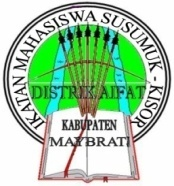 IKATAN MAHASISWA SUSUMUK - KISOR
DISTRIK AIFAT
KABUPATEN
MAYBRAT